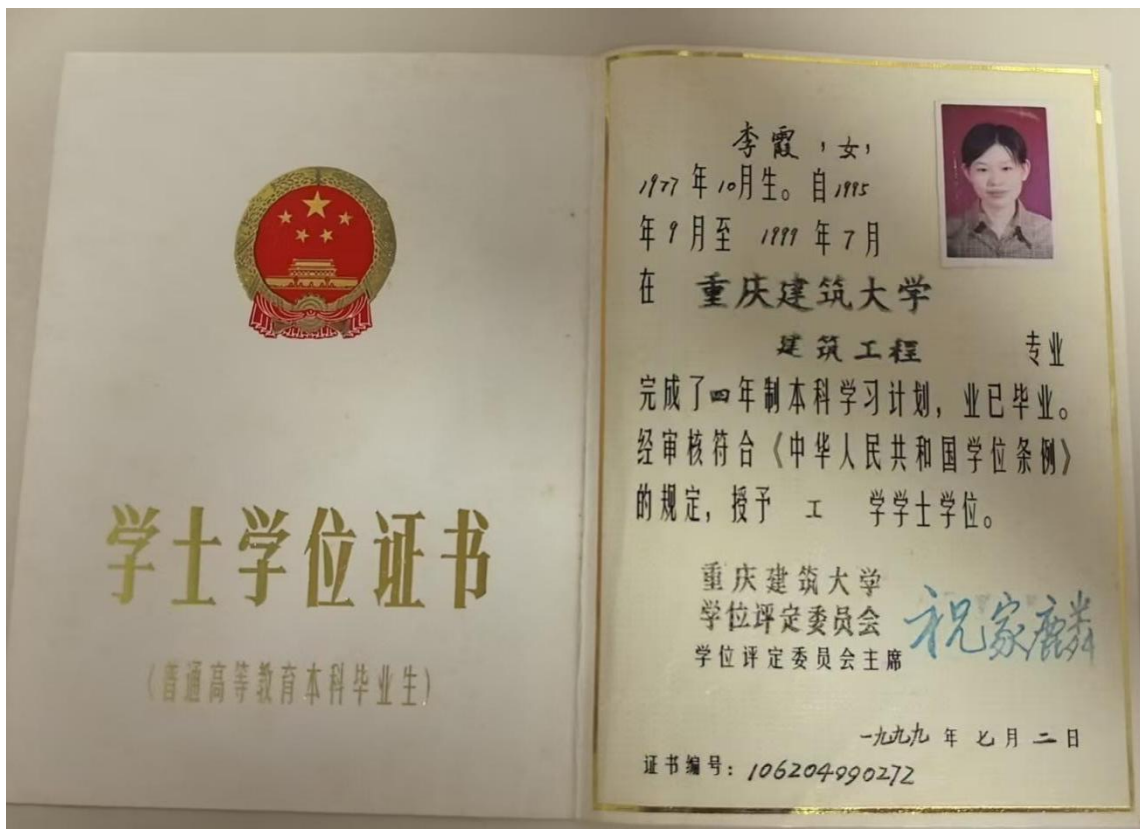 学士学位证书
(普通高等教育本科毕业生)
李霞,女,
1977年10月生。自1995
年9月至1999年7月
在 重庆建筑大学
建筑工程 专业
完成了四年制本科学习计划,业已毕业。
经审核符合《中华人民共和国学位条例》
的规定,授予 工 学学士学位。
重庆建筑大学
学位评定委员会
学位评定委员会主席 祝家麟
一九九九年七月二日
证书编号:106204990272